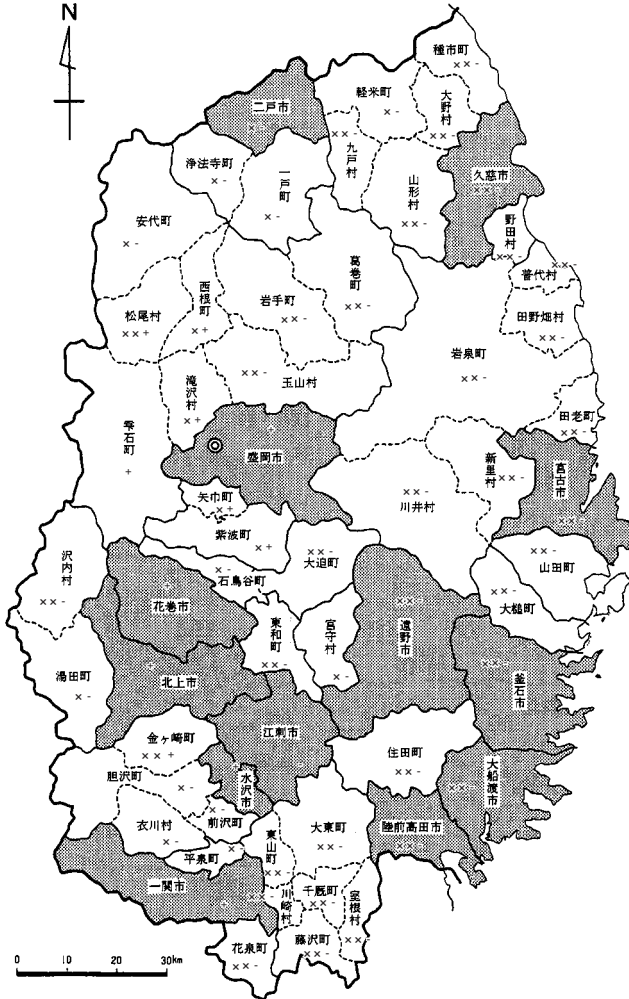 N
種市町
××-
軽米町
×-
大野村
××-
二戸市
×-
九戸村
××-
浄法寺町
×-
一戸町
×-
山形村
××-
久慈市
××-
安代町
×-
野田村
××-
普代村
××-
葛巻町
××-
西根町
×+
岩手町
××-
松尾村
××+
田野畑村
××-
岩泉町
××-
玉山村
××-
滝沢村
×+
雫石町
+
田老町
××-
盛岡市
+
新里村
××-
宮古市
××-
川井村
××-
矢巾町
×+
紫波町
×+
沢内村
××-
大迫町
××-
山田町
××-
石鳥谷町
×-
花巻市
+
大槌町
××-
遠野市
××
東和町
××-
宮守村
××-
湯田町
×-
北上市
+
釜石市
××-
江刺市
金ヶ崎町
××+
住田町
××-
胆沢町
×-
水沢市
大船渡市
××-
前沢町
×-
衣川村
×-
東山町
××-
大東町
××-
陸前高田市
××-
平泉町
×-
一関市
+
川崎村
××-
千厩町
××-
室根村
××-
花泉町
××-
藤沢町
××-
0 10 20 30km